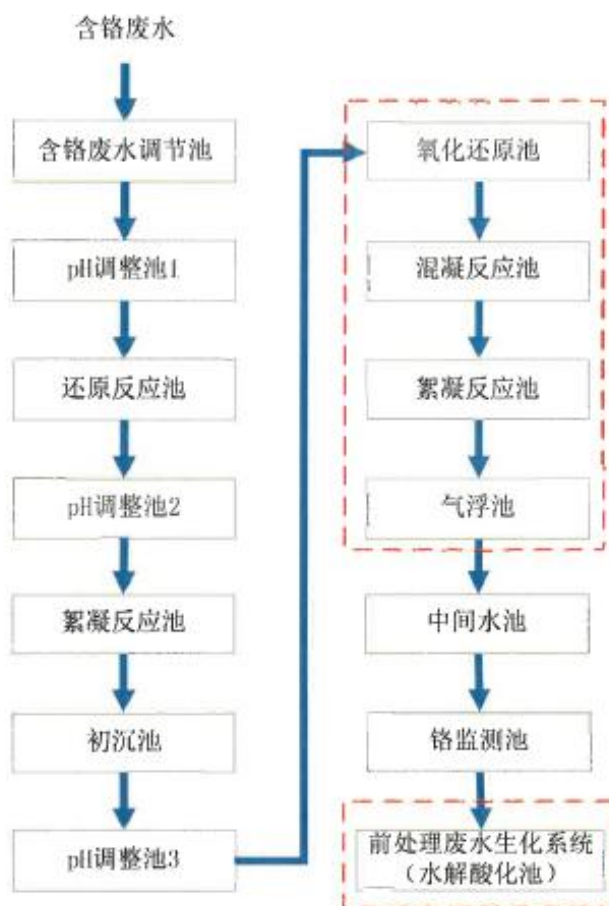 含铬废水
含铬废水调节池
pH调整池1
还原反应池
pH调整池2
絮凝反应池
初沉池
pH调整池3
氧化还原池
混凝反应池
絮凝反应池
气浮池
中间水池
铬监测池
前处理废水生化系统
（水解酸化池）